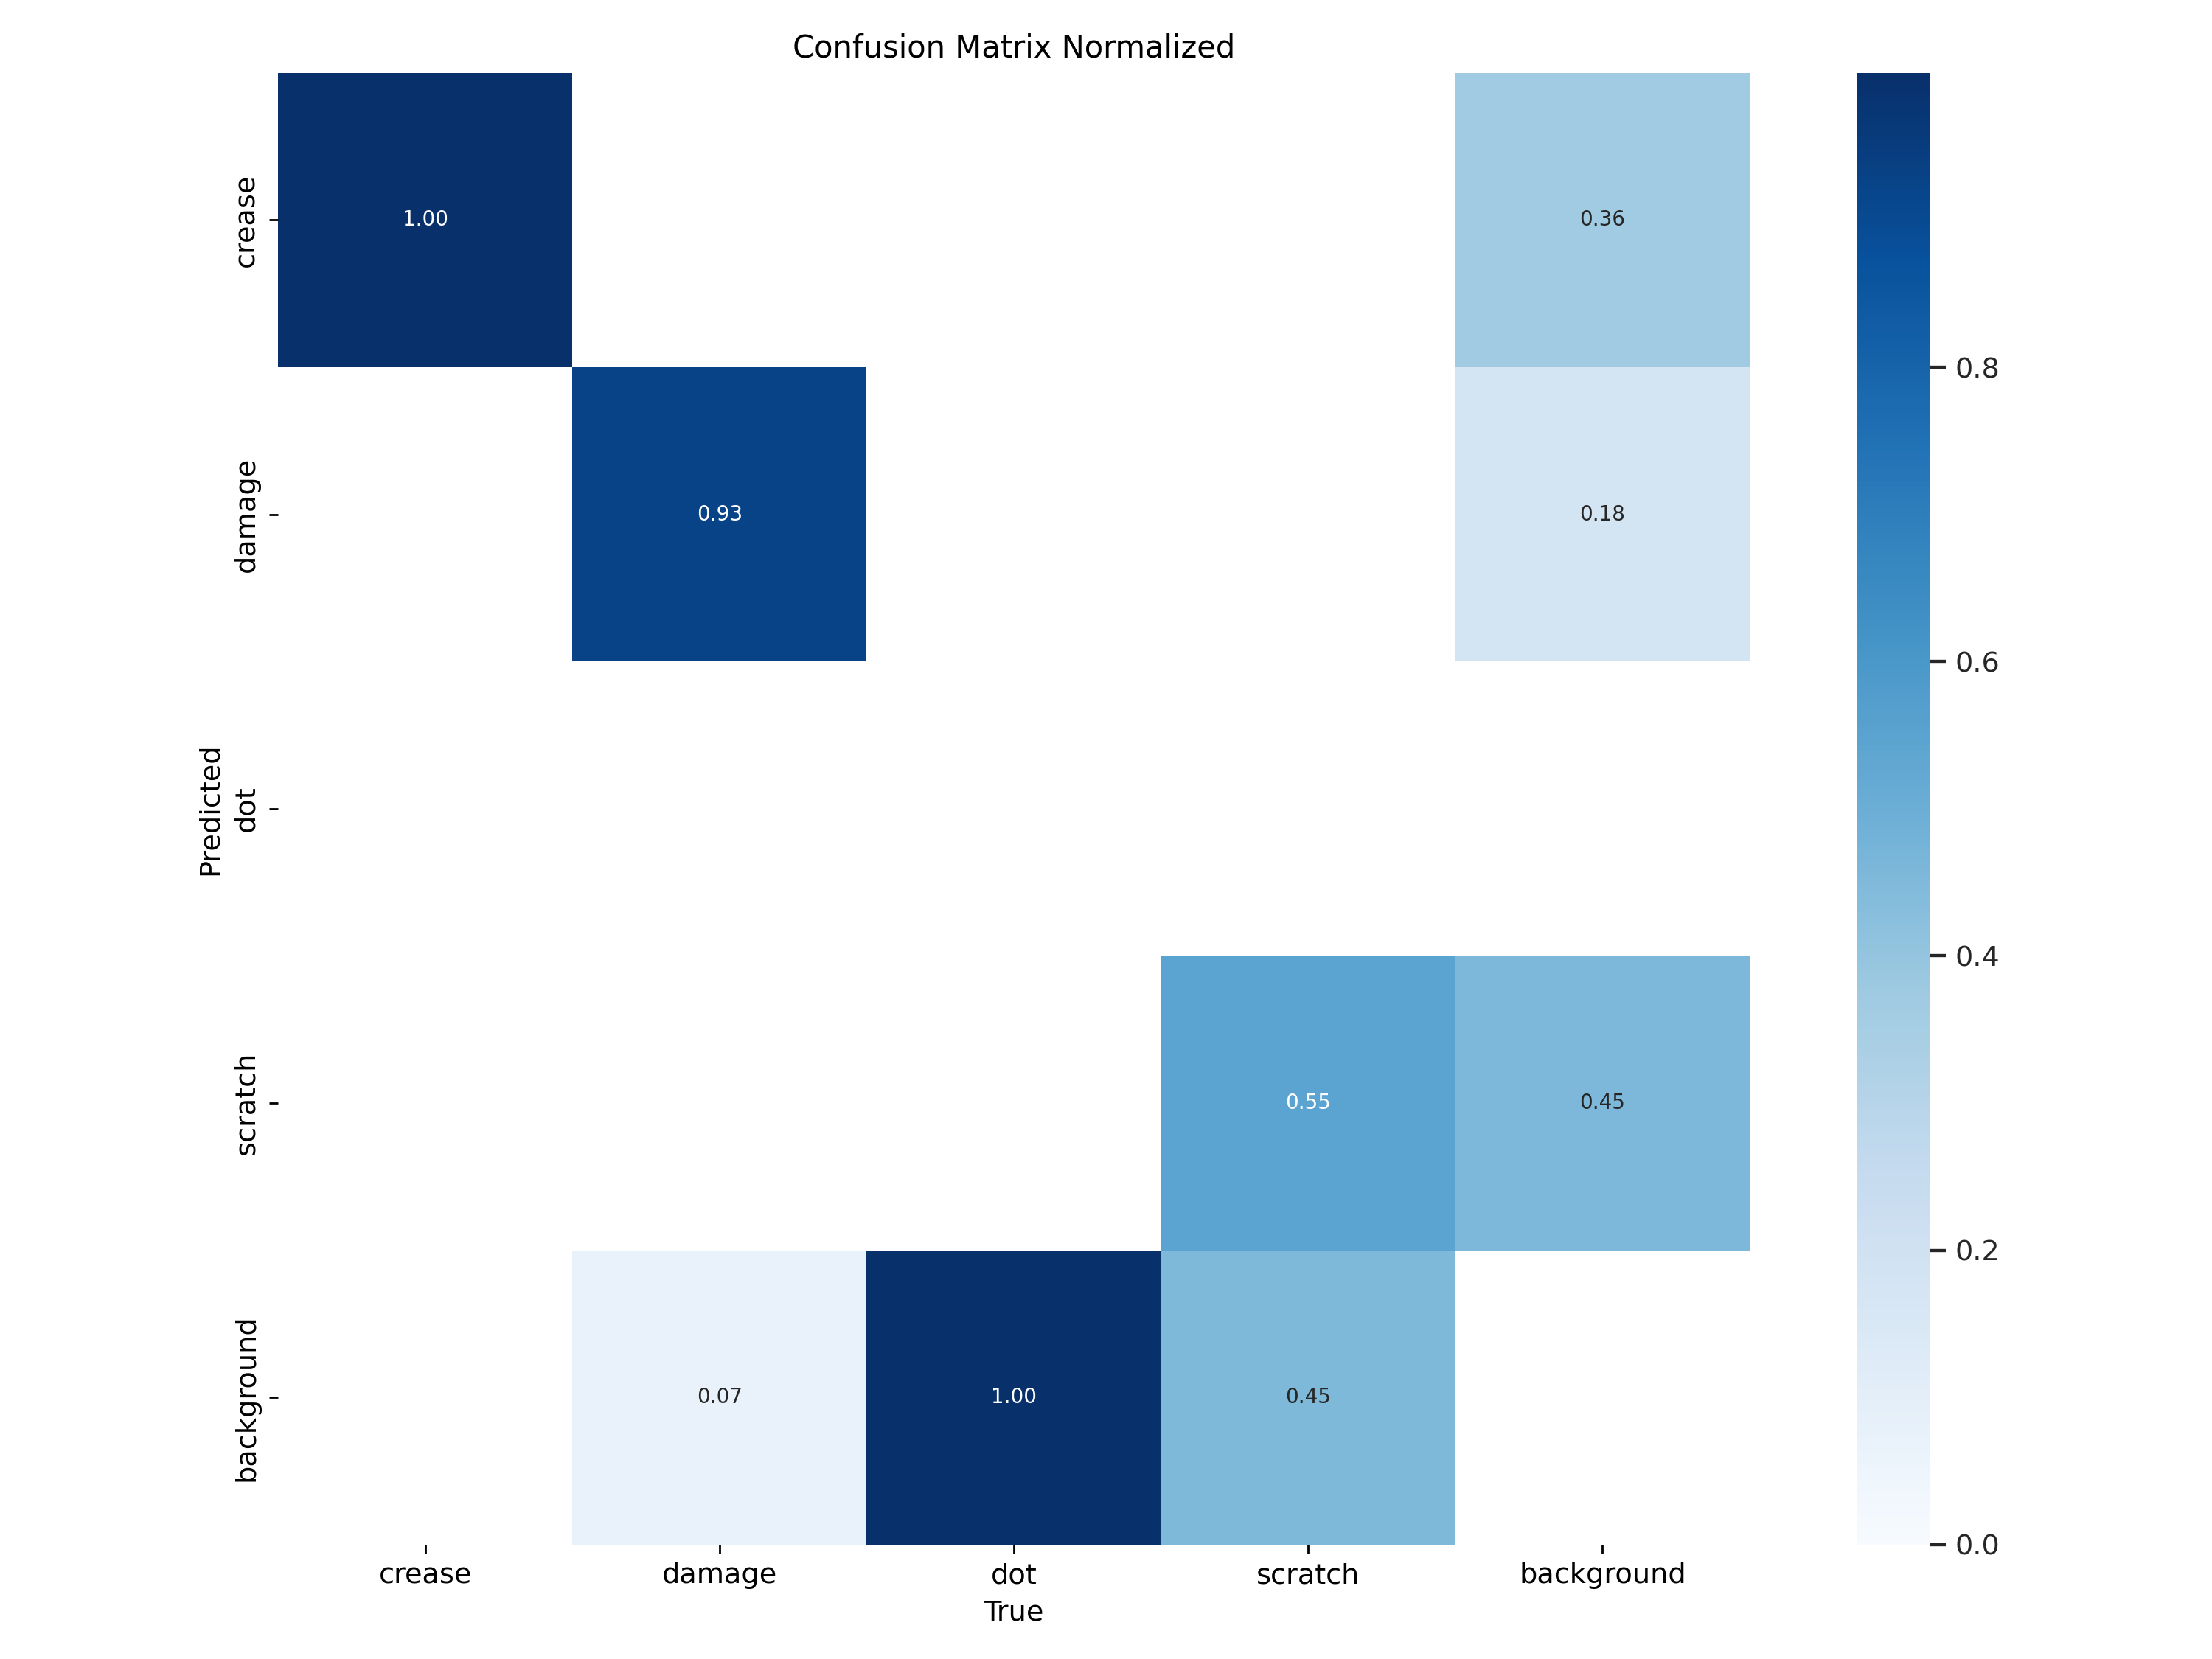 Confusion Matrix Normalized
Predicted
crease
1.00
0.36
damage
0.93
0.18
dot
scratch
0.55
0.45
background
0.07
1.00
0.45
crease damage dot scratch background
True
0.8
0.6
0.4
0.2
0.0